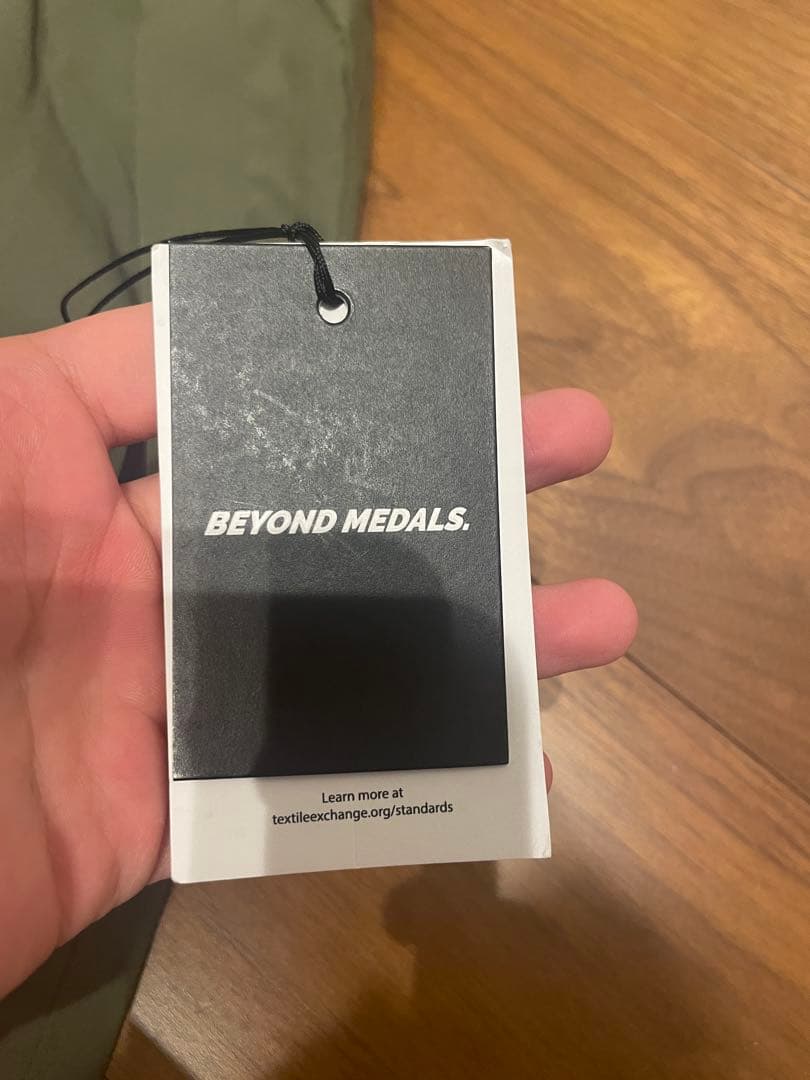 BEYOND MEDALS.
Learn more at
textileexchange.org/standards